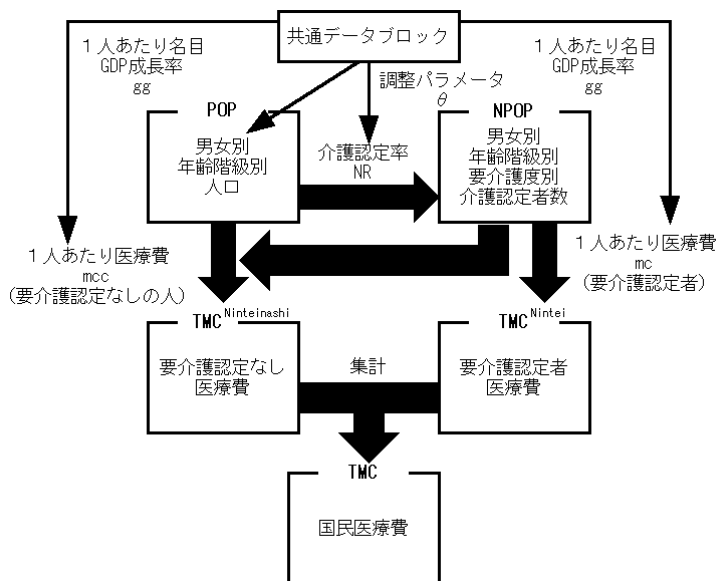 共通データブロック
１人あたり名目
GDP成長率
gg
調整パラメータ
θ
１人あたり名目
GDP成長率
gg
POP
男女別
年齢階級別
人口
介護認定率
NR
NPOP
男女別
年齢階級別
要介護度別
介護認定者数
１人あたり医療費
mcc
(要介護認定なしの人)
１人あたり医療費
mc
(要介護認定者)
TMC Ninteinashi
要介護認定なし
医療費
集計
TMC Nintei
要介護認定者
医療費
TMC
国民医療費